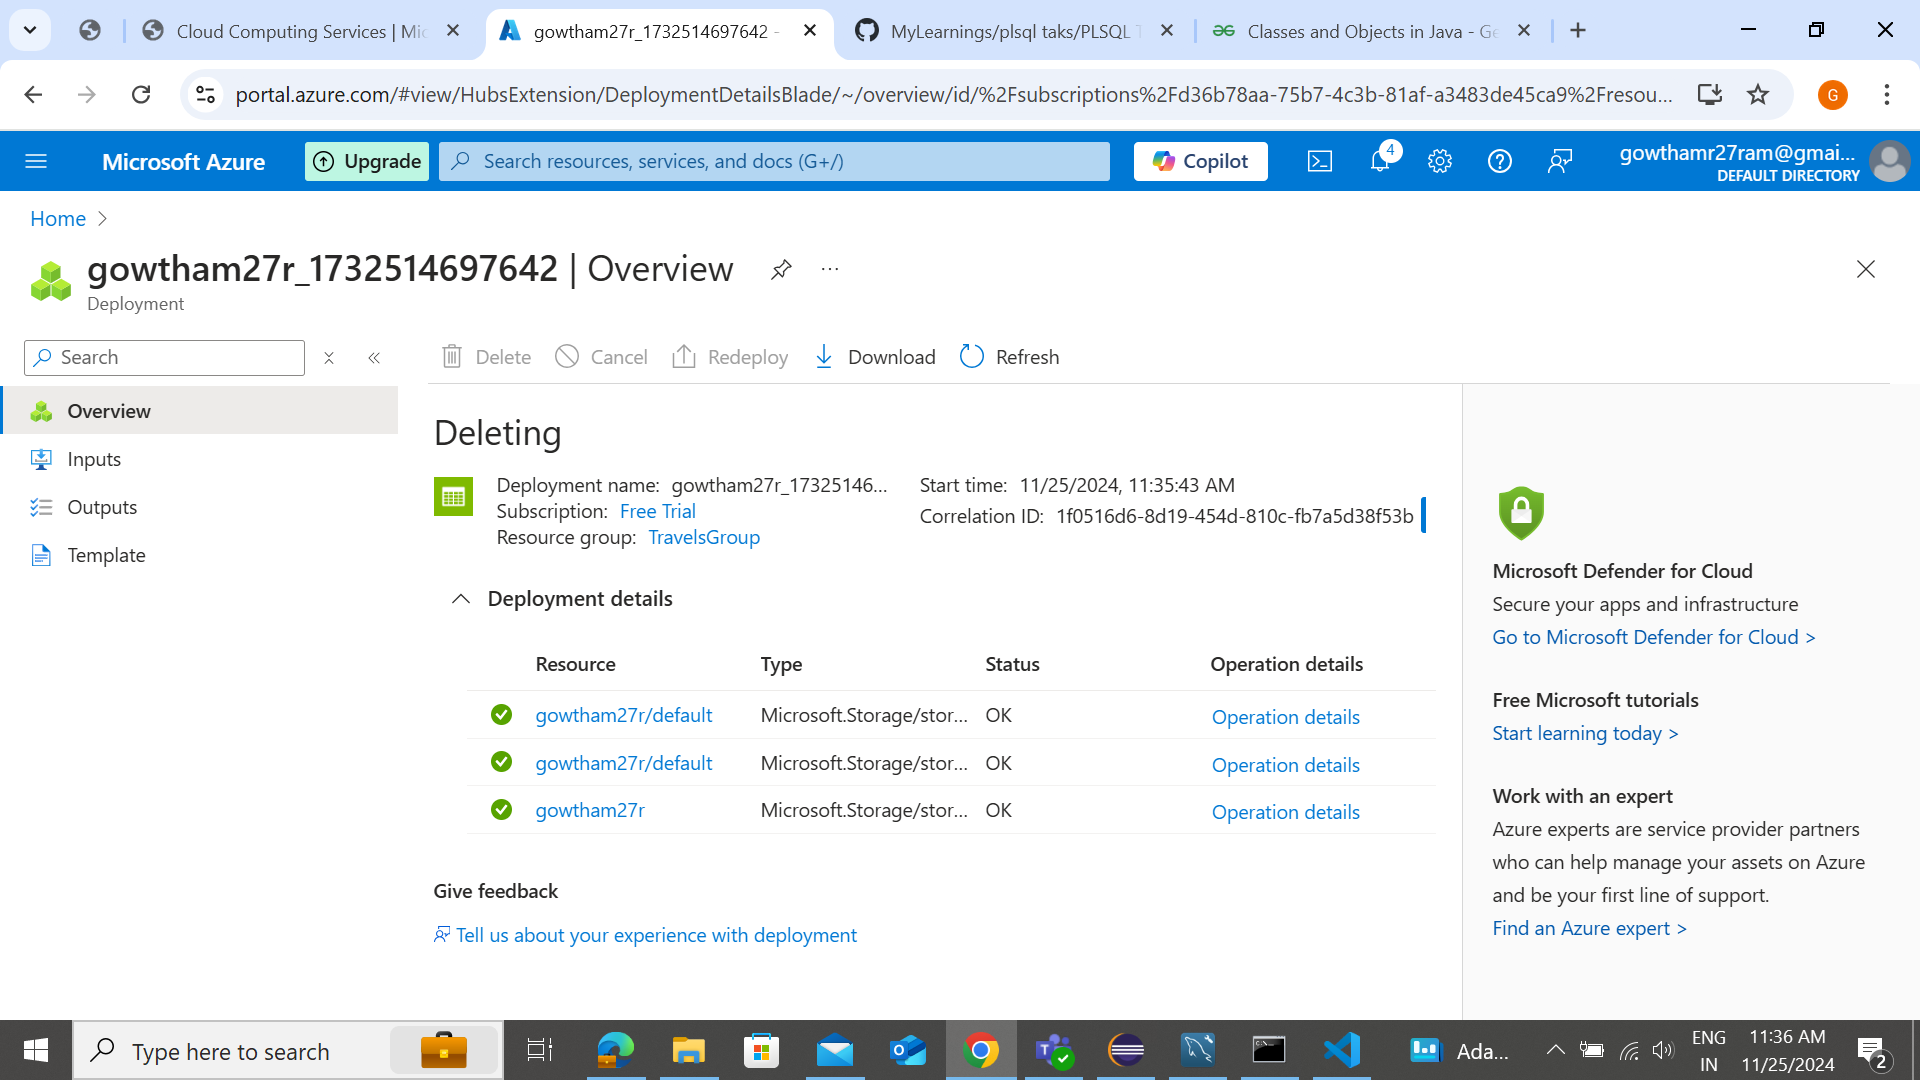 Cloud Computing Services | Mic
gowtham27r_1732514697642 -
MyLearnings/plsql taks/PLSQL T
Classes and Objects in Java - Ge
portal.azure.com/#view/HubsExtension/DeploymentDetailsBlade/~/overview/id/%2Fsubscriptions%2Fd36b78aa-75b7-4c3b-81af-a3483de45ca9%2Fresou...
G
Microsoft Azure
Upgrade
Search resources, services, and docs (G+/)
Copilot
4
gowthamr27ram@gmai...
DEFAULT DIRECTORY
Home
gowtham27r_1732514697642 | Overview
Deployment
Search
Delete
Cancel
Redeploy
Download
Refresh
Overview
Inputs
Outputs
Template
Deleting
Deployment name: gowtham27r_17325146...
Subscription: Free Trial
Resource group: TravelsGroup
Start time: 11/25/2024, 11:35:43 AM
Correlation ID: 1f0516d6-8d19-454d-810c-fb7a5d38f53b
Deployment details
Resource Type Status Operation details
gowtham27r/default Microsoft.Storage/stor... OK Operation details
gowtham27r/default Microsoft.Storage/stor... OK Operation details
gowtham27r Microsoft.Storage/stor... OK Operation details
Give feedback
Tell us about your experience with deployment
Microsoft Defender for Cloud
Secure your apps and infrastructure
Go to Microsoft Defender for Cloud >
Free Microsoft tutorials
Start learning today >
Work with an expert
Azure experts are service provider partners
who can help manage your assets on Azure
and be your first line of support.
Find an Azure expert >
Type here to search
Ada...
ENG
IN
11:36 AM
11/25/2024
2